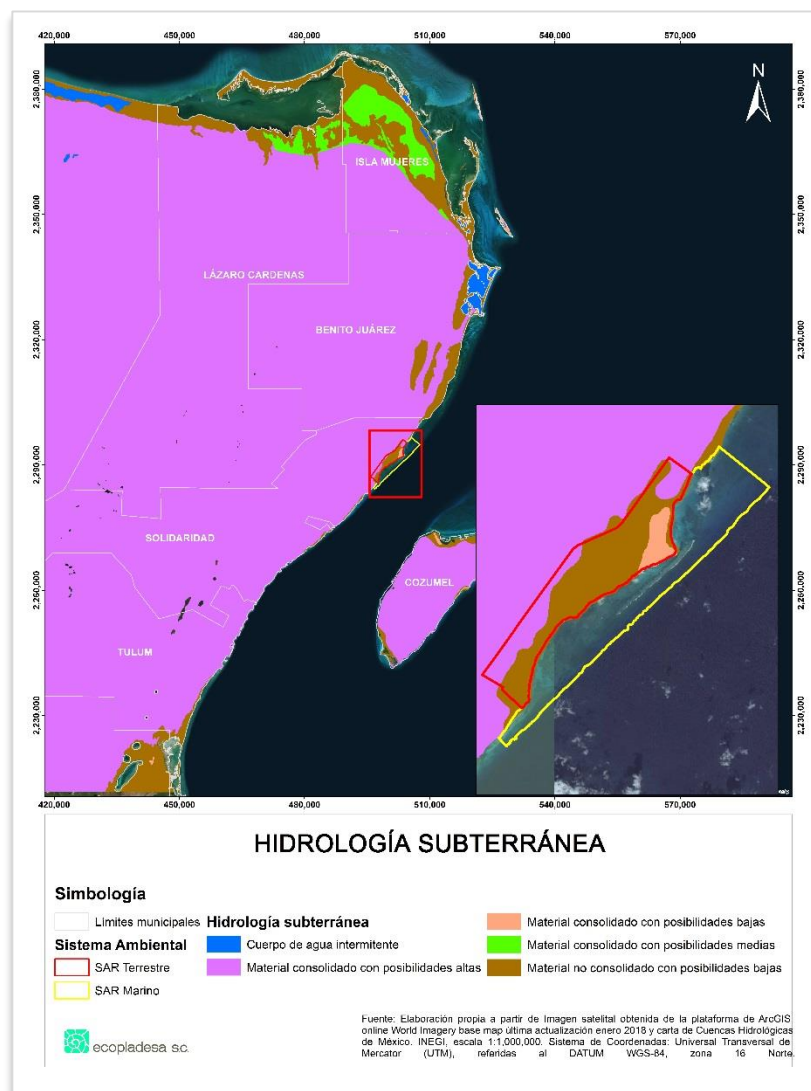 420,000 450,000 480,000 510,000 540,000 570,000
2,380,000 2,380,000
N
ISLA MUJERES
2,350,000 2,350,000
LÁZARO CARDENAS
BENITO JUÁREZ
2,320,000 2,320,000
2,290,000 2,290,000
SOLIDARIDAD
COZUMEL
2,260,000 2,260,000
TULUM
2,230,000 2,230,000
420,000 450,000 480,000 510,000 540,000 570,000
HIDROLOGÍA SUBTERRÁNEA
Simbología
Límites municipales
Sistema Ambiental
SAR Terrestre
SAR Marino
Hidrología subterránea
Cuerpo de agua intermitente
Material consolidado con posibilidades altas
Material consolidado con posibilidades bajas
Material consolidado con posibilidades medias
Material no consolidado con posibilidades bajas
ecopladesa s.c.
Fuente: Elaboración propia a partir de Imagen satelital obtenida de la plataforma de ArcGIS
online World Imagery base map última actualización enero 2018 y carta de Cuencas Hidrológicas
de México. INEGI, escala 1:1,000,000. Sistema de Coordenadas: Universal Transversal de
Mercator (UTM), referidas al DATUM WGS-84, zona 16 Norte.